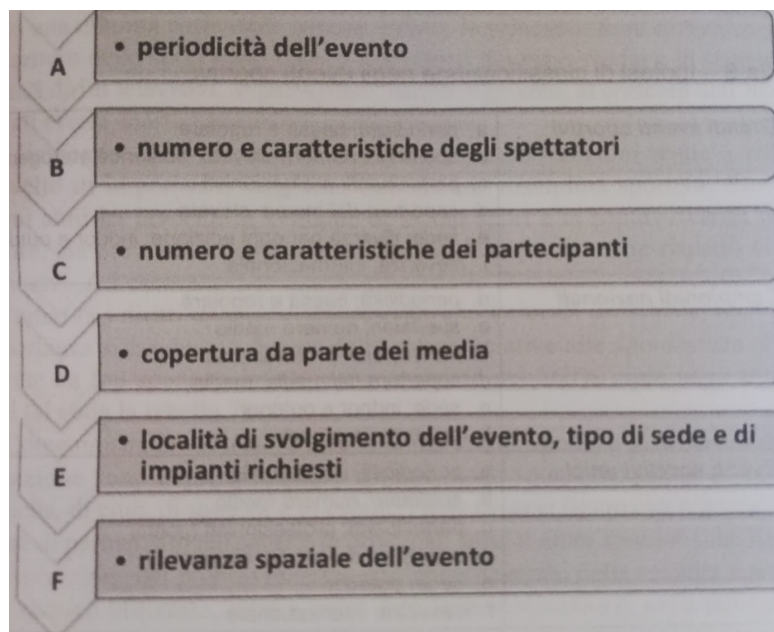 A
• periodicità dell'evento
B
• numero e caratteristiche degli spettatori
C
• numero e caratteristiche dei partecipanti
D
• copertura da parte dei media
E
• località di svolgimento dell'evento, tipo di sede e di
impianti richiesti
F
• rilevanza spaziale dell'evento